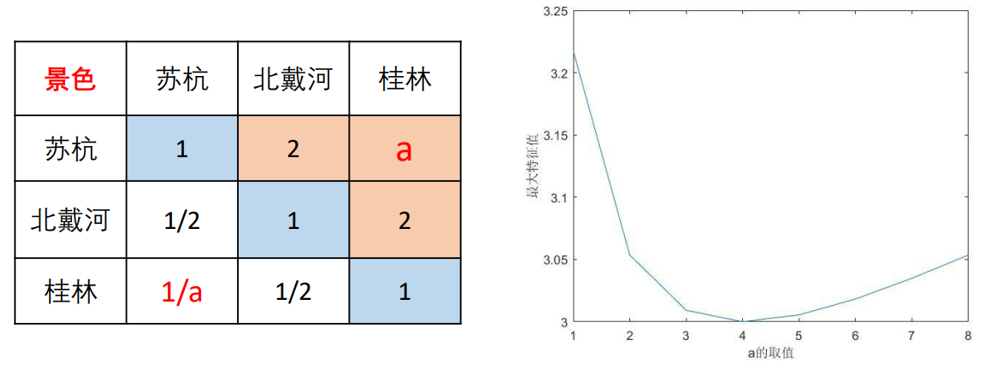 景色 苏杭 北戴河 桂林
苏杭 1 2 a
北戴河 1/2 1 2
桂林 1/a 1/2 1
3.25
3.2
3.15
3.1
3.05
3
最大特征值
1 2 3 4 5 6 7 8
a的取值